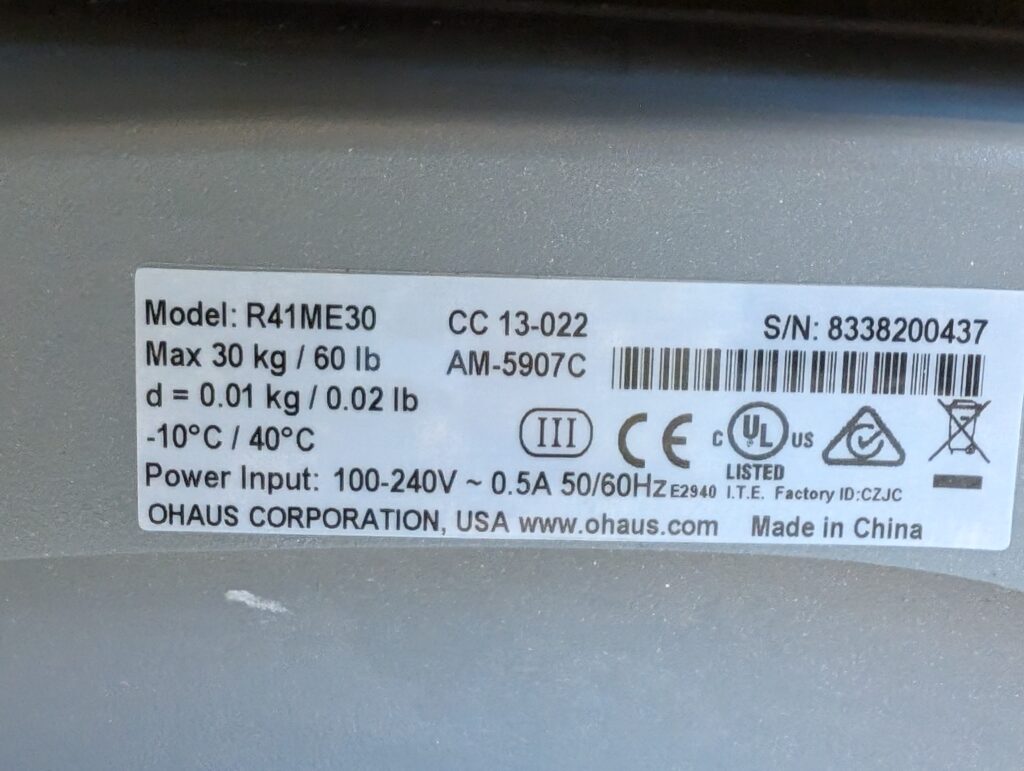 Model: R41ME30
CC 13-022
S/N: 8338200437
Max 30 kg / 60 lb
AM-5907C
d = 0.01 kg / 0.02 lb
-10°C / 40°C
III CE C UL US
LISTED
Power Input: 100-240V ~ 0.5A 50/60Hz E2940 I.T.E. Factory ID:CZJC
OHAUS CORPORATION, USA www.ohaus.com Made in China